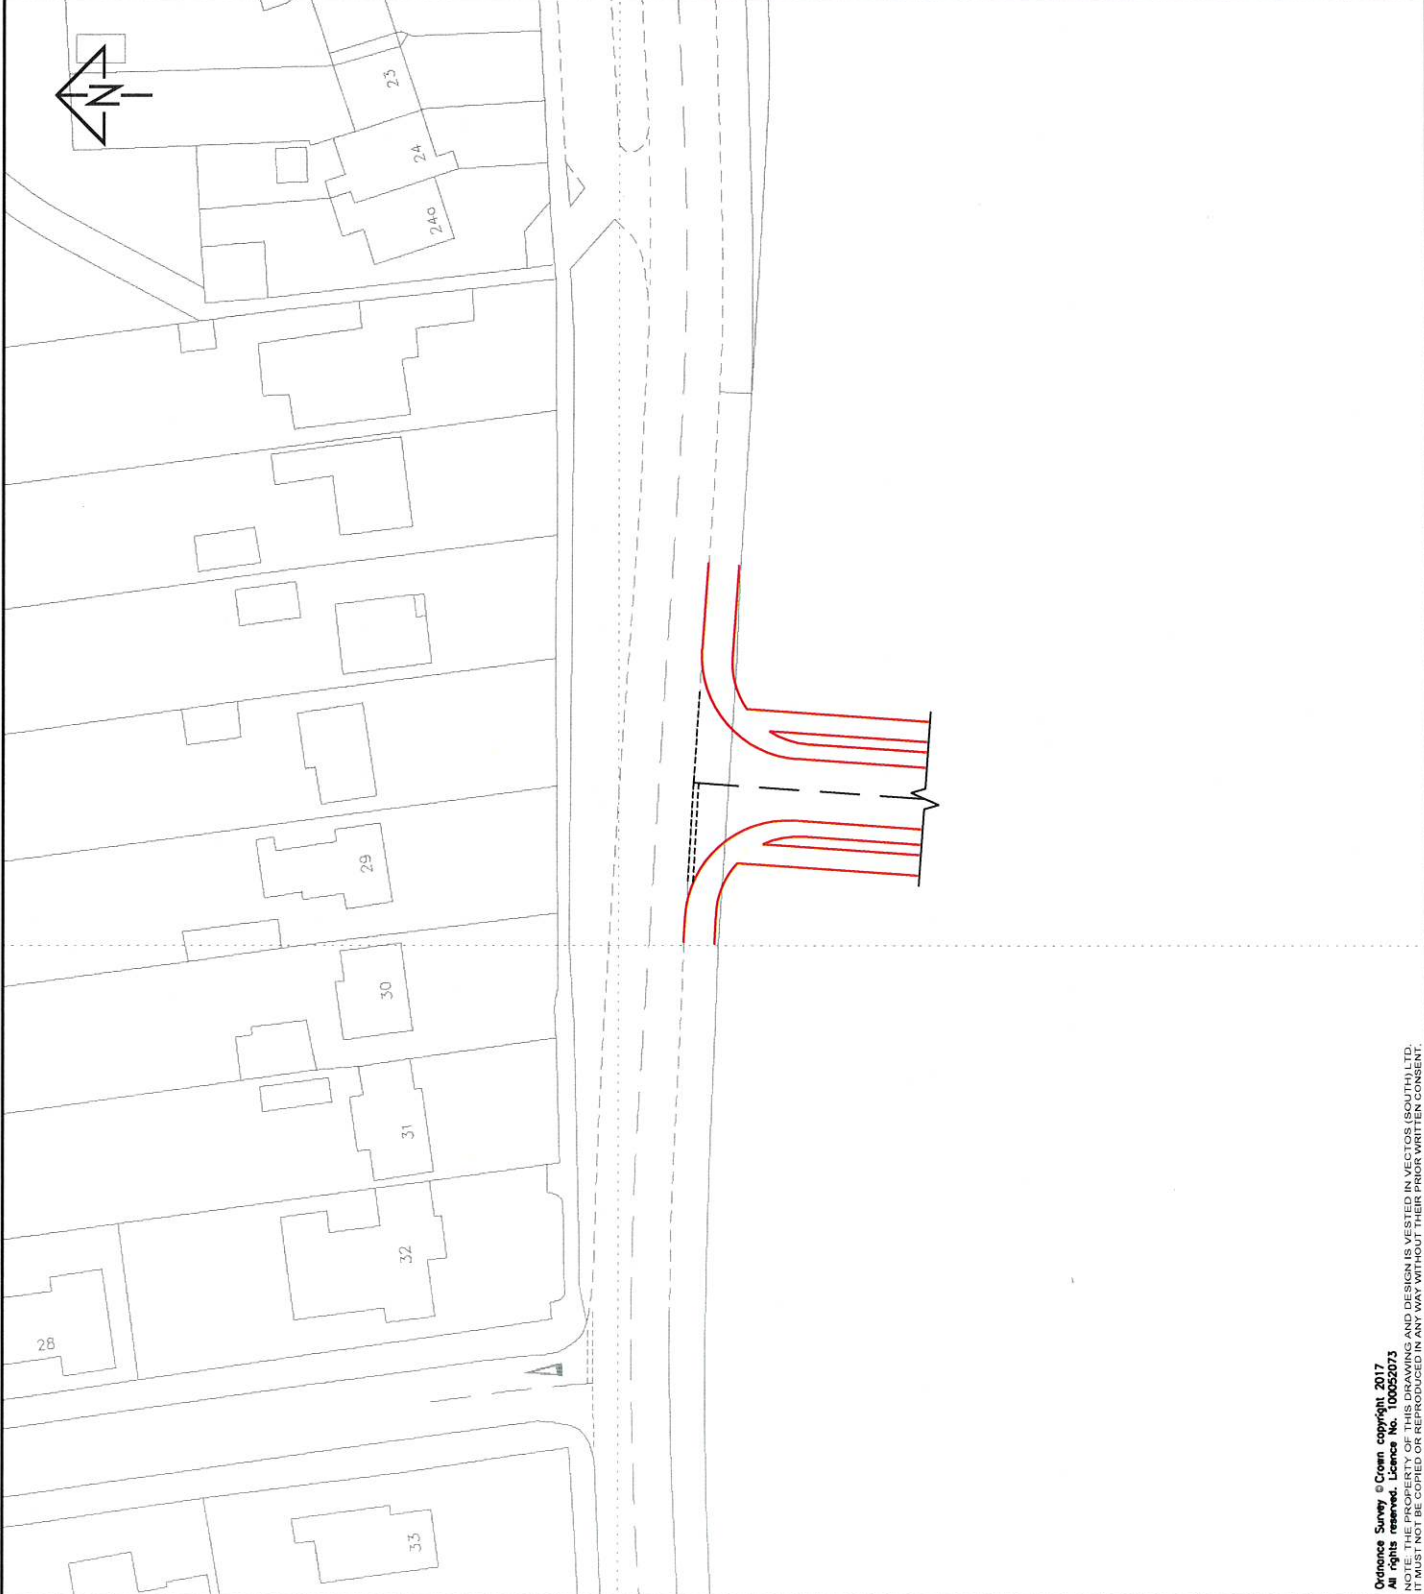 N
23
24
24a
29
30
31
32
28
33
Ordnance Survey © Crown copyright 2017
All rights reserved. Licence No. 100052073
NOTE: THE PROPERTY OF THIS DRAWING AND DESIGN IS VESTED IN VECTOS (SOUTH) LTD.
IT MUST NOT BE COPIED OR REPRODUCED IN ANY WAY WITHOUT THEIR PRIOR WRITTEN CONSENT.